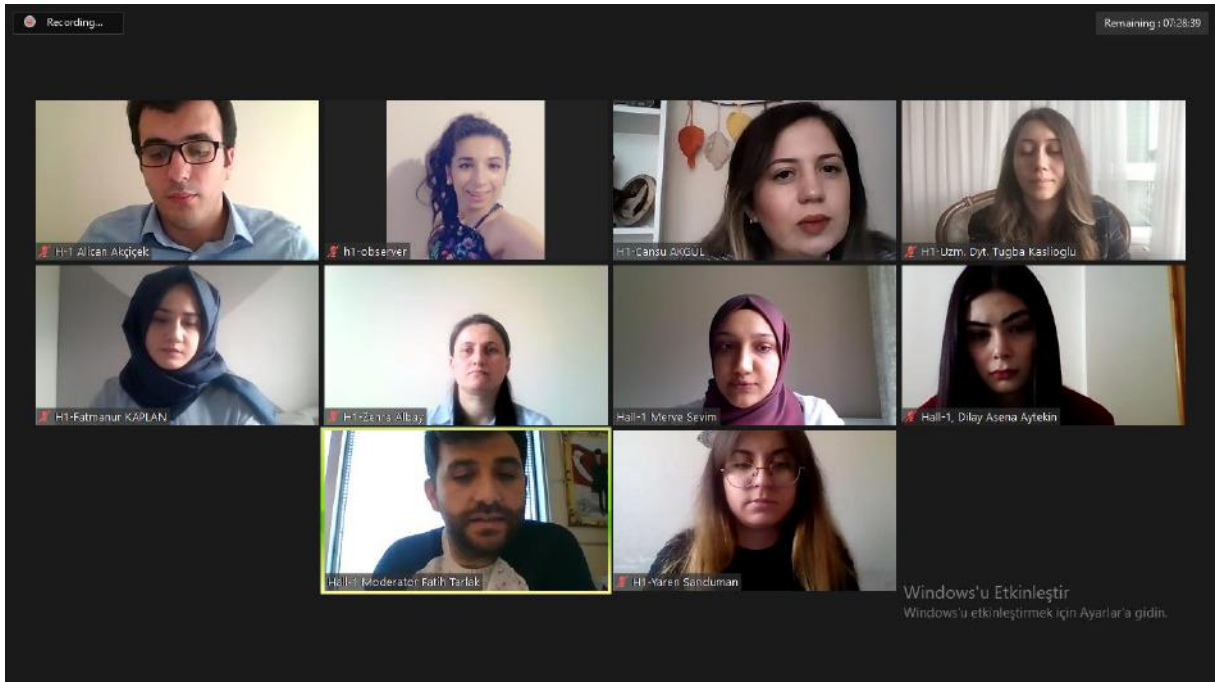 Recording...
Remaining : 07:28:39
H-1 Alican Akçiçek
h1-observer
H1-Cansu AKGÜL
H1-Uzm. Dyt. Tugba Kaslioglu
H1-Fatmanur KAPLAN
H1-Zehra Albay
Hall-1 Merve Sevim
Hall-1, Dilay Asena Aytekin
Hall-1 Moderator Fatih Tarlak
H1-Yaren Sanduman
Windows'u Etkinleştir
Windows'u etkinleştirmek için Ayarlar'a gidin.